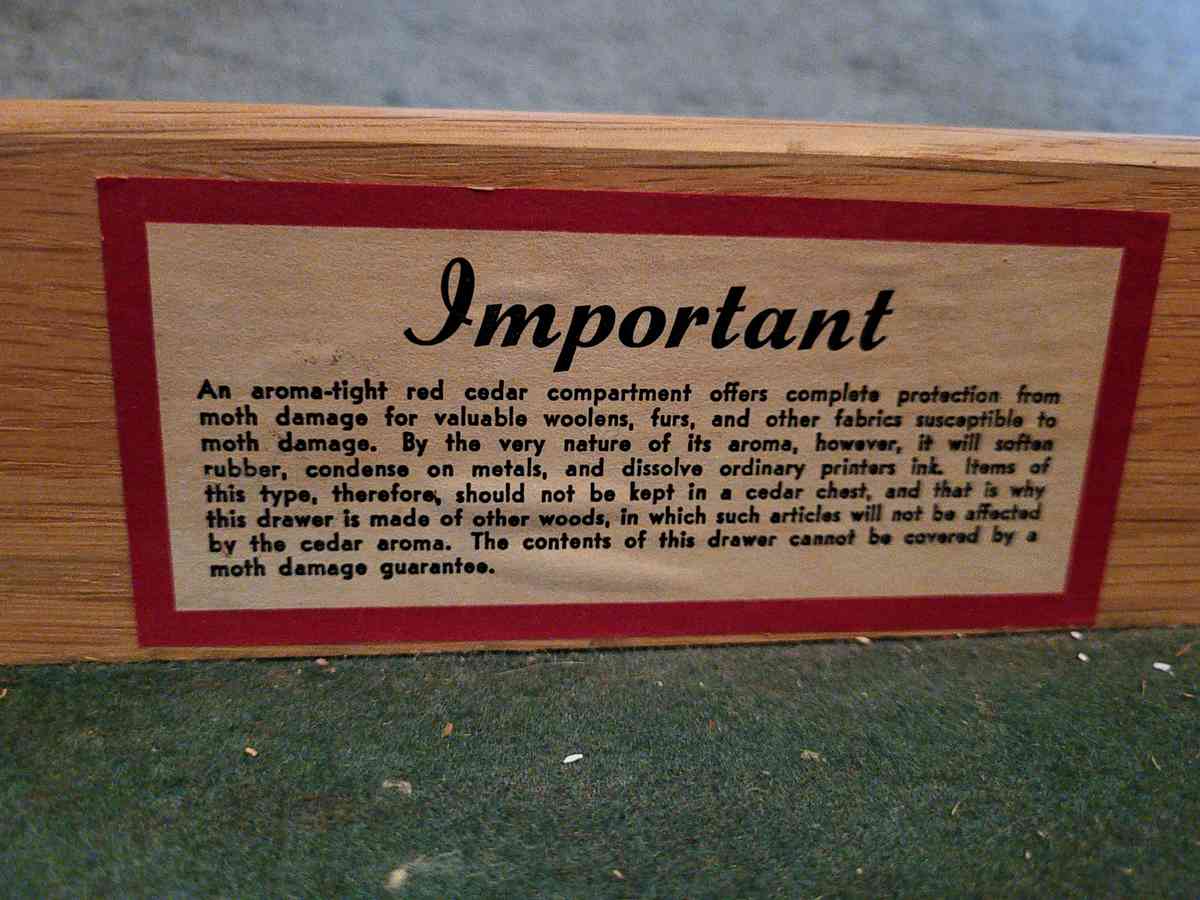 Important
An aroma-tight red cedar compartment offers complete protection from
moth damage for valuable woolens, furs, and other fabrics susceptible to
moth damage. By the very nature of its aroma, however, it will soften
rubber, condense on metals, and dissolve ordinary printers ink. Items of
this type, therefore, should not be kept in a cedar chest, and that is why
this drawer is made of other woods, in which such articles will not be affected
by the cedar aroma. The contents of this drawer cannot be covered by a
moth damage guarantee.